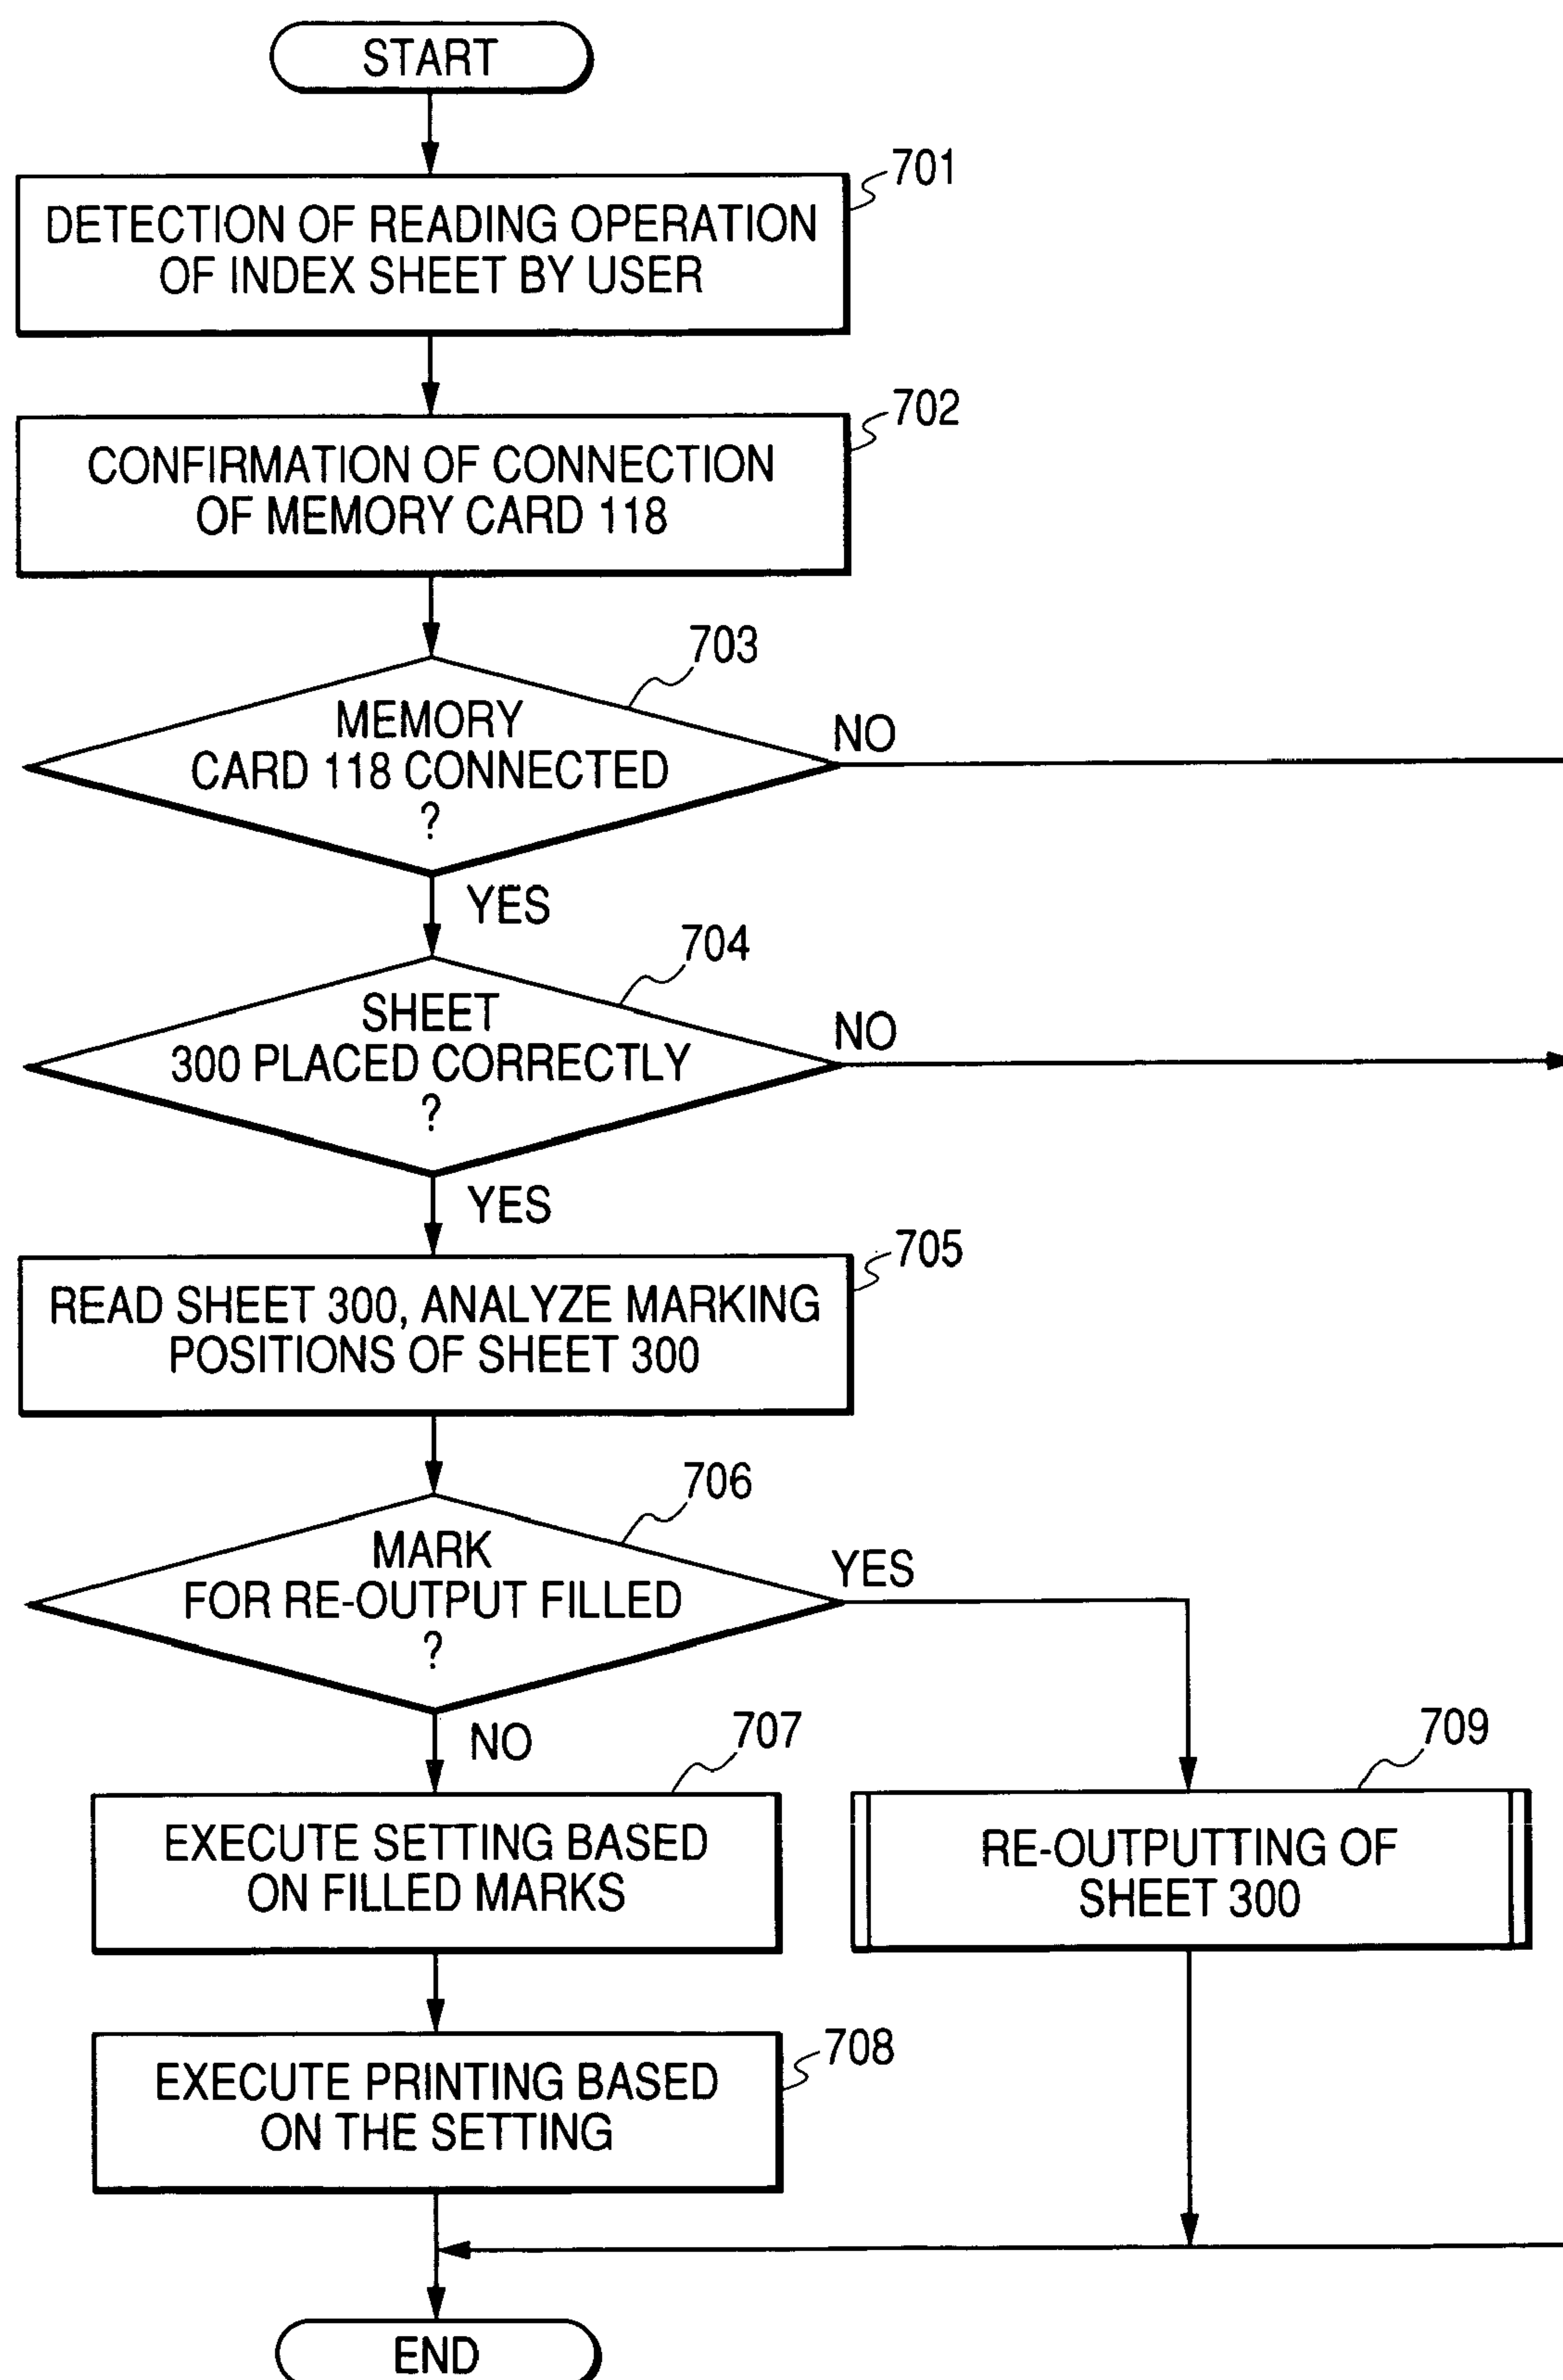 START
701
DETECTION OF READING OPERATION
OF INDEX SHEET BY USER
702
CONFIRMATION OF CONNECTION
OF MEMORY CARD 118
703
MEMORY
CARD 118 CONNECTED
?
NO
YES
704
SHEET
300 PLACED CORRECTLY
?
NO
YES
705
READ SHEET 300, ANALYZE MARKING
POSITIONS OF SHEET 300
706
MARK
FOR RE-OUTPUT FILLED
?
YES
NO
707
EXECUTE SETTING BASED
ON FILLED MARKS
709
RE-OUTPUTTING OF
SHEET 300
708
EXECUTE PRINTING BASED
ON THE SETTING
END